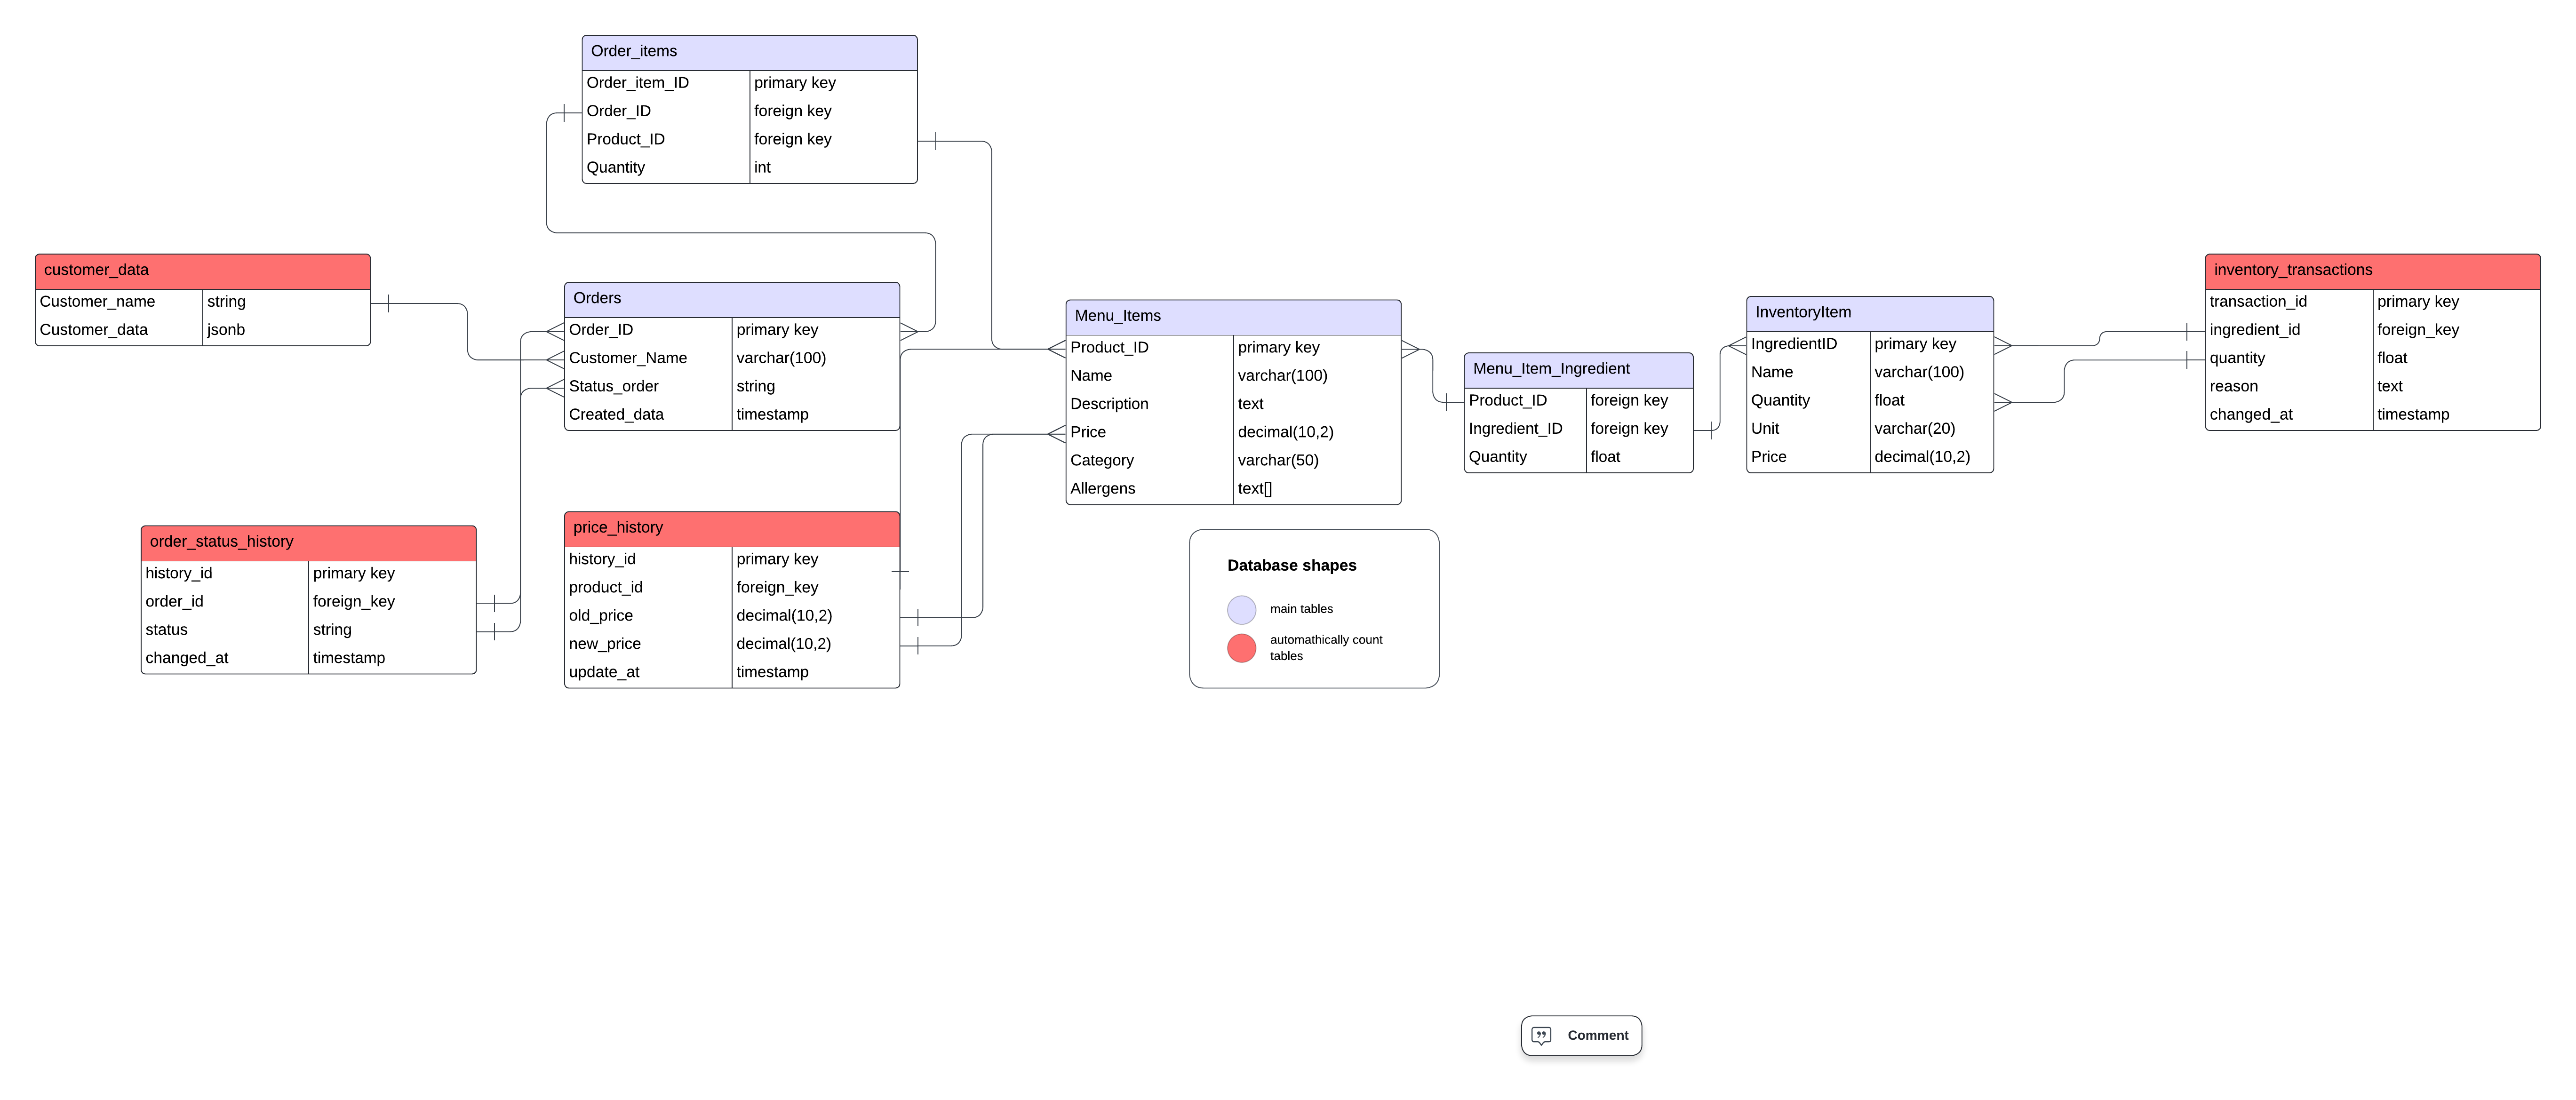 Order_items
Order_item_ID primary key
Order_ID foreign key
Product_ID foreign key
Quantity int
customer_data
Customer_name string
Customer_data jsonb
Orders
Order_ID primary key
Customer_Name varchar(100)
Status_order string
Created_data timestamp
Menu_Items
Product_ID primary key
Name varchar(100)
Description text
Price decimal(10,2)
Category varchar(50)
Allergens text[]
Menu_Item_Ingredient
Product_ID foreign key
Ingredient_ID foreign key
Quantity float
InventoryItem
IngredientID primary key
Name varchar(100)
Quantity float
Unit varchar(20)
Price decimal(10,2)
inventory_transactions
transaction_id primary key
ingredient_id foreign_key
quantity float
reason text
changed_at timestamp
order_status_history
history_id primary key
order_id foreign_key
status string
changed_at timestamp
price_history
history_id primary key
product_id foreign_key
old_price decimal(10,2)
new_price decimal(10,2)
update_at timestamp
Database shapes
main tables
automathically count
tables
Comment